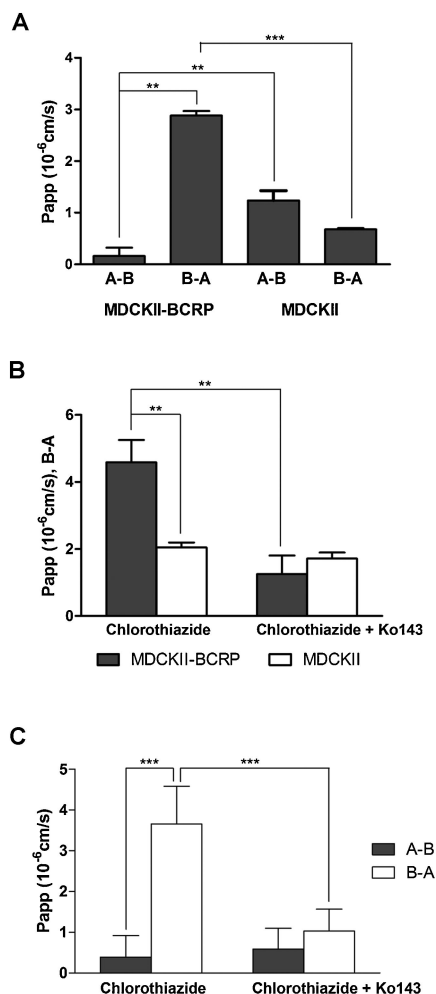 A
***
**
**
Papp (10⁻⁶cm/s)
4
3
2
1
0
A-B B-A A-B B-A
MDCKII-BCRP MDCKII
B
**
**
Papp (10⁻⁶cm/s), B-A
6
4
2
0
Chlorothiazide Chlorothiazide + Ko143
MDCKII-BCRP MDCKII
C
*** ***
Papp (10⁻⁶cm/s)
5
4
3
2
1
0
A-B
B-A
Chlorothiazide Chlorothiazide + Ko143